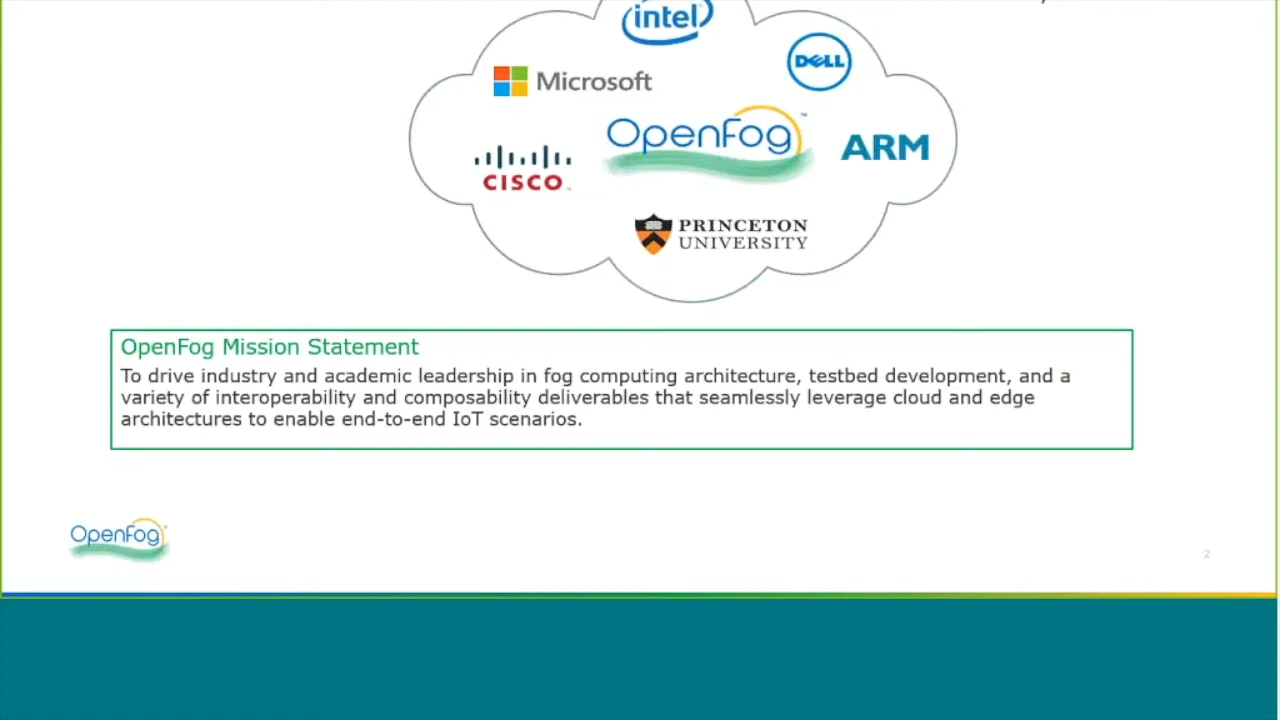 intel
DELL
Microsoft
OpenFog™
ARM
CISCO
PRINCETON
UNIVERSITY
OpenFog Mission Statement
To drive industry and academic leadership in fog computing architecture, testbed development, and a
variety of interoperability and composability deliverables that seamlessly leverage cloud and edge
architectures to enable end-to-end IoT scenarios.
OpenFog
2